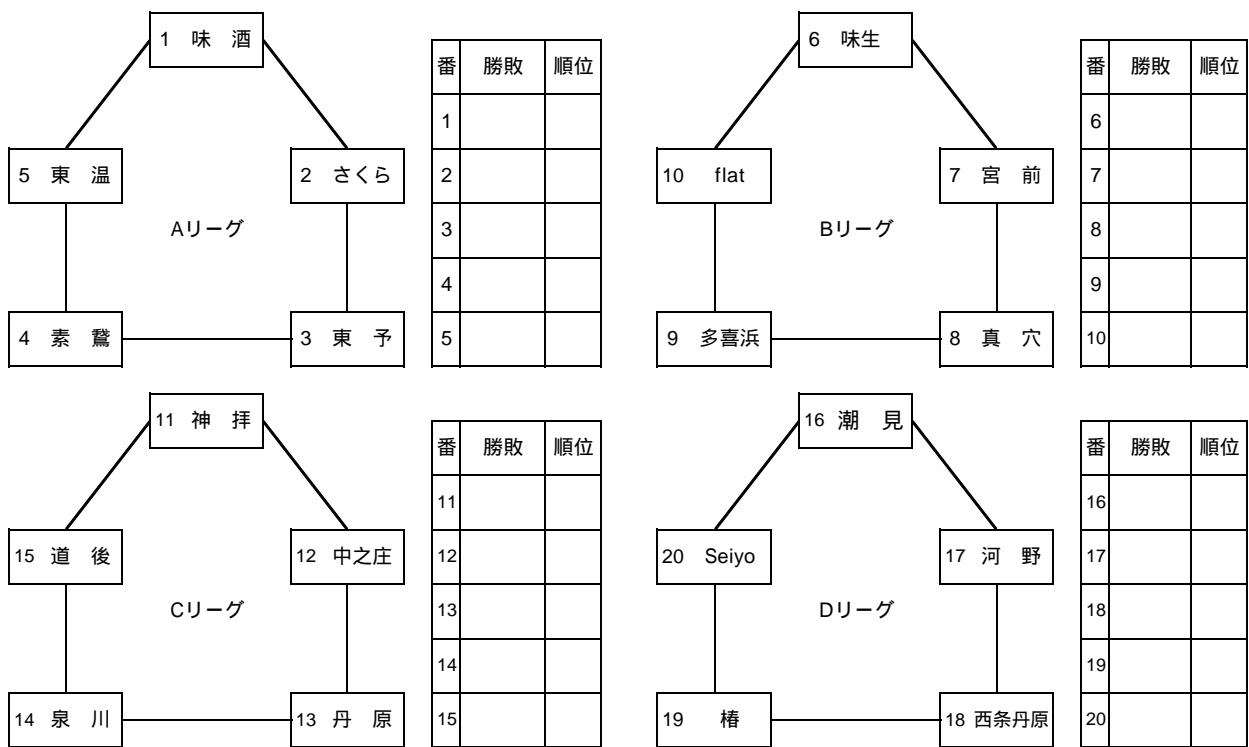 1 味 酒
5 東 温
2 さくら
Aリーグ
4 素 鵞
3 東 予
番 勝敗 順位
1
2
3
4
5
6 味生
10 flat
7 宮 前
Bリーグ
9 多喜浜
8 真 穴
番 勝敗 順位
6
7
8
9
10
11 神 拝
15 道 後
12 中之庄
Cリーグ
14 泉 川
13 丹 原
番 勝敗 順位
11
12
13
14
15
16 潮 見
20 Seiyo
17 河 野
Dリーグ
19 椿
18 西条丹原
番 勝敗 順位
16
17
18
19
20